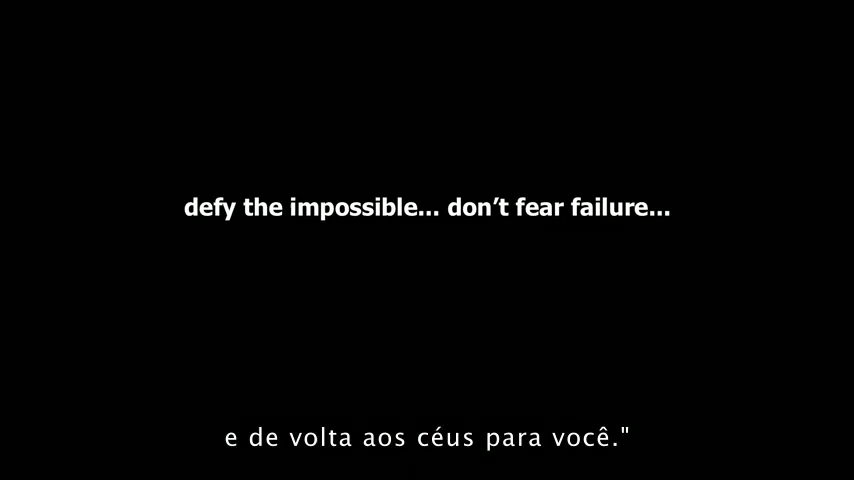 defy the impossible... don’t fear failure...
e de volta aos céus para você."